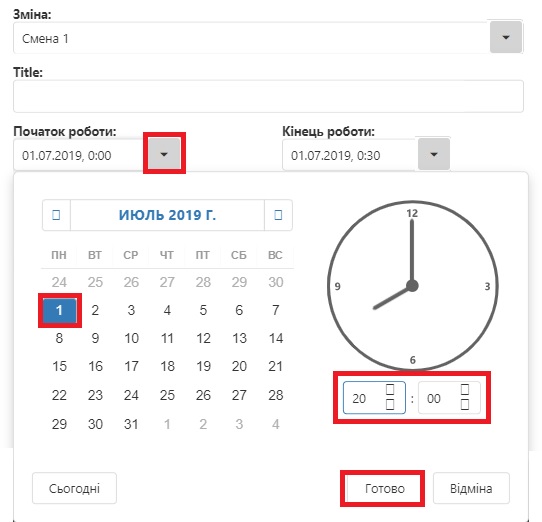 Зміна:
Смена 1
Title:
Початок роботи: Кінець роботи:
01.07.2019, 0:00 01.07.2019, 0:30
ИЮЛЬ 2019 Г.
ПН ВТ СР ЧТ ПТ СБ ВС
24 25 26 27 28 29 30
1 2 3 4 5 6 7
8 9 10 11 12 13 14
15 16 17 18 19 20 21
22 23 24 25 26 27 28
29 30 31 1 2 3 4
12
9 3
6
20 : 00
Сьогодні Готово Відміна